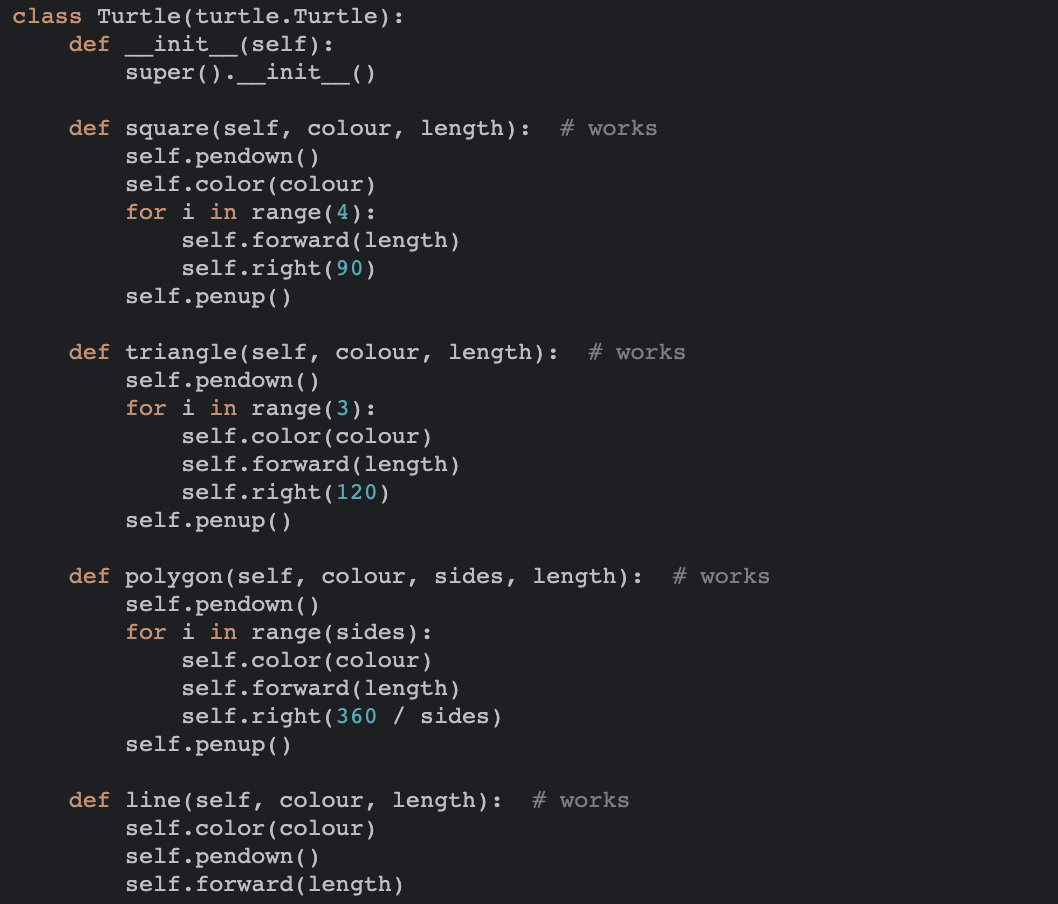 class Turtle(turtle.Turtle):
    def __init__(self):
        super().__init__()

    def square(self, colour, length):  # works
        self.pendown()
        self.color(colour)
        for i in range(4):
            self.forward(length)
            self.right(90)
        self.penup()

    def triangle(self, colour, length):  # works
        self.pendown()
        for i in range(3):
            self.color(colour)
            self.forward(length)
            self.right(120)
        self.penup()

    def polygon(self, colour, sides, length):  # works
        self.pendown()
        for i in range(sides):
            self.color(colour)
            self.forward(length)
            self.right(360 / sides)
        self.penup()

    def line(self, colour, length):  # works
        self.color(colour)
        self.pendown()
        self.forward(length)